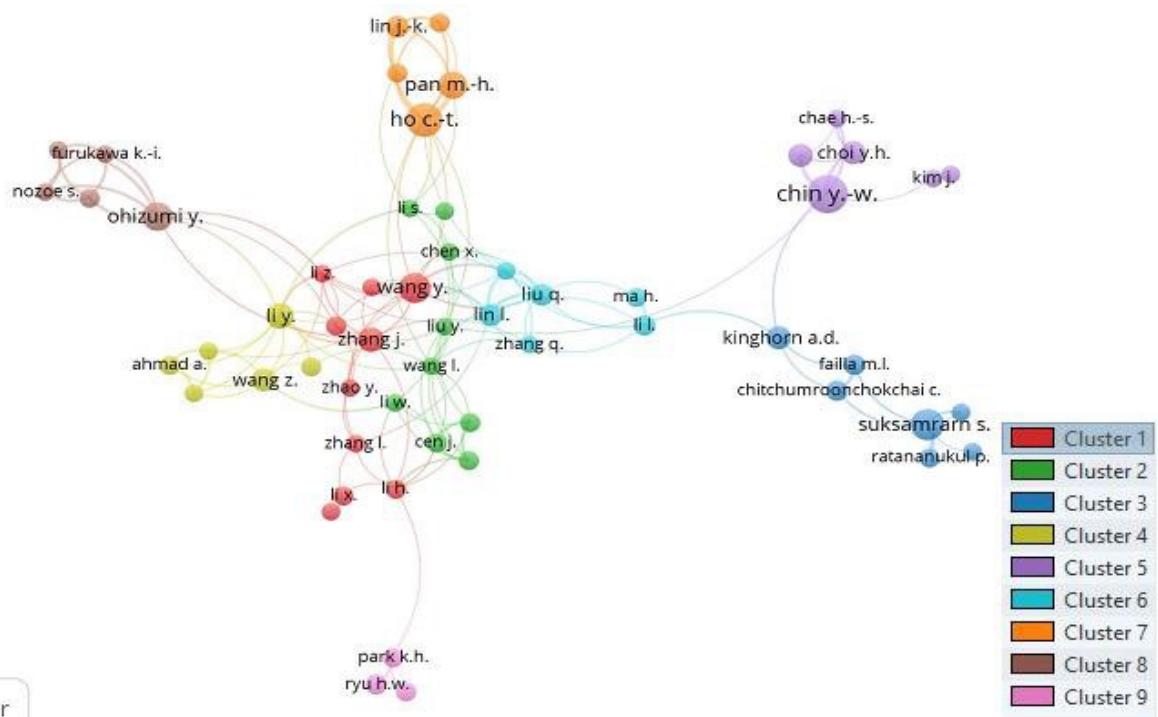 lin j.-k.
pan m.-h.
ho c.-t.
chae h.-s.
choi y.h.
kim j.
chin y.-w.
furukawa k.-i.
nozoe s.
ohizumi y.
li s.
chen x.
li z.
wang y.
liu q.
ma h.
lin l.
li y.
liu y.
li l.
zhang j.
zhang q.
kinghorn a.d.
ahmad a.
wang z.
wang l.
failla m.l.
zhao y.
chitchumroonchokchai c.
li w.
suksamrarn s.
zhang l.
cen j.
ratananukul p.
li x.
li h.
park k.h.
ryu h.w.
Cluster 1
Cluster 2
Cluster 3
Cluster 4
Cluster 5
Cluster 6
Cluster 7
Cluster 8
Cluster 9
r